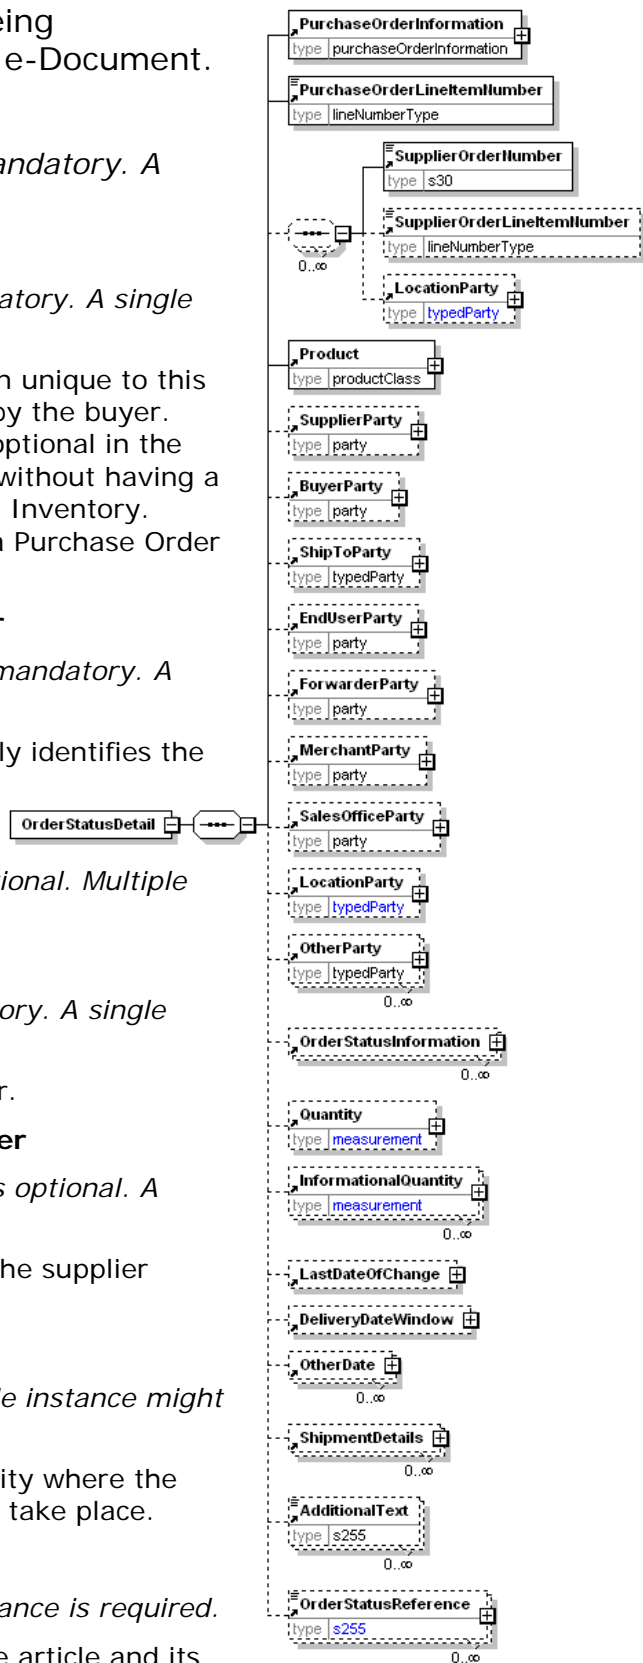 eing
e-Document.
andatory. A
atory. A single
n unique to this
by the buyer.
optional in the
without having a
Inventory.
a Purchase Order
r
mandatory. A
ly identifies the
ional. Multiple
ory. A single
r.
er
s optional. A
he supplier
le instance might
ity where the
take place.
ance is required.
e article and its
OrderStatusDetail
PurchaseOrderInformation
type purchaseOrderInformation
PurchaseOrderLineItemNumber
type lineNumberType
0..∞
SupplierOrderNumber
type s30
SupplierOrderLineItemNumber
type lineNumberType
LocationParty
type typedParty
Product
type productClass
SupplierParty
type party
BuyerParty
type party
ShipToParty
type typedParty
EndUserParty
type party
ForwarderParty
type party
MerchantParty
type party
SalesOfficeParty
type party
LocationParty
type typedParty
OtherParty
type typedParty
0..∞
OrderStatusInformation
0..∞
Quantity
type measurement
InformationalQuantity
type measurement
0..∞
LastDateOfChange
DeliveryDateWindow
OtherDate
0..∞
ShipmentDetails
0..∞
AdditionalText
type s255
0..∞
OrderStatusReference
type s255
0..∞